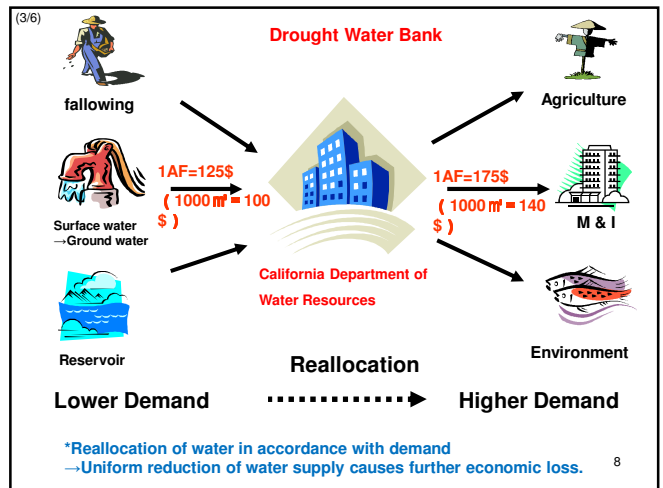 (3/6)
Drought Water Bank
fallowing
Agriculture
1AF=125$
( 1000㎥=100
$ )
1AF=175$
( 1000㎥=140
$ )
Surface water
→Ground water
M & I
California Department of
Water Resources
Reservoir
Environment
Reallocation
Lower Demand
Higher Demand
*Reallocation of water in accordance with demand
→Uniform reduction of water supply causes further economic loss.
8